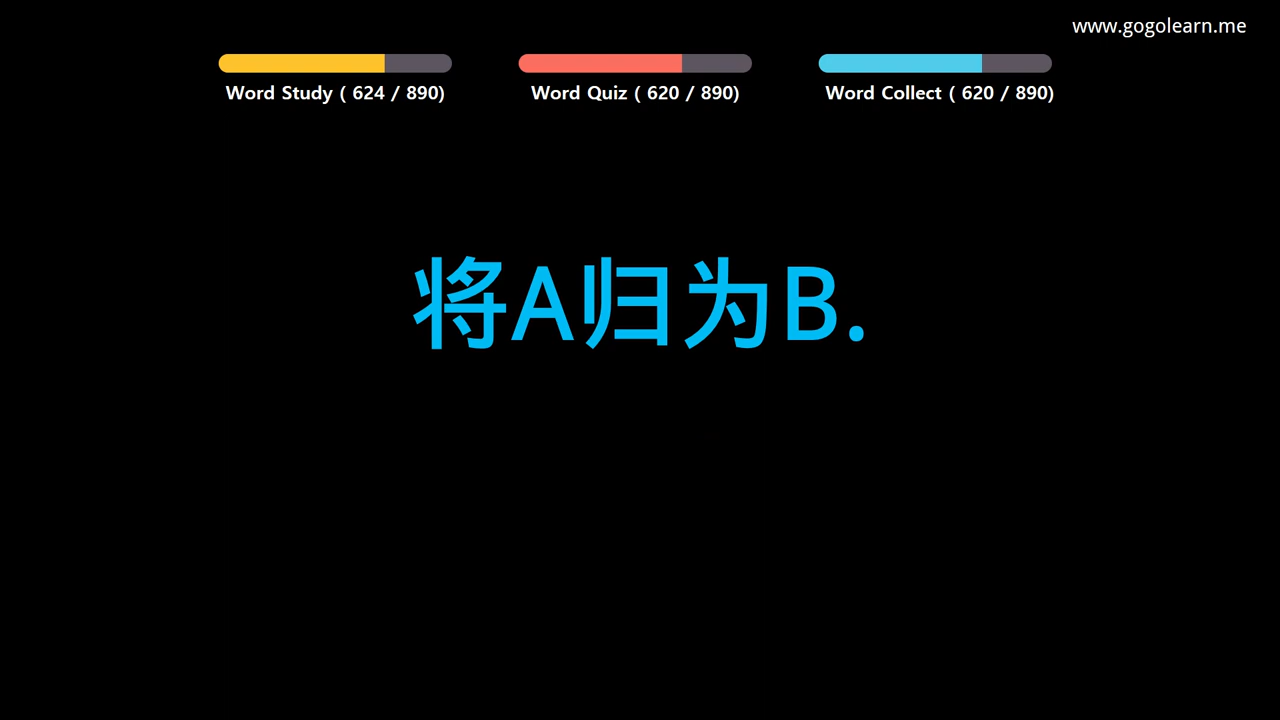 www.gogolearn.me
Word Study ( 624 / 890)
Word Quiz ( 620 / 890)
Word Collect ( 620 / 890)
将A归为B.